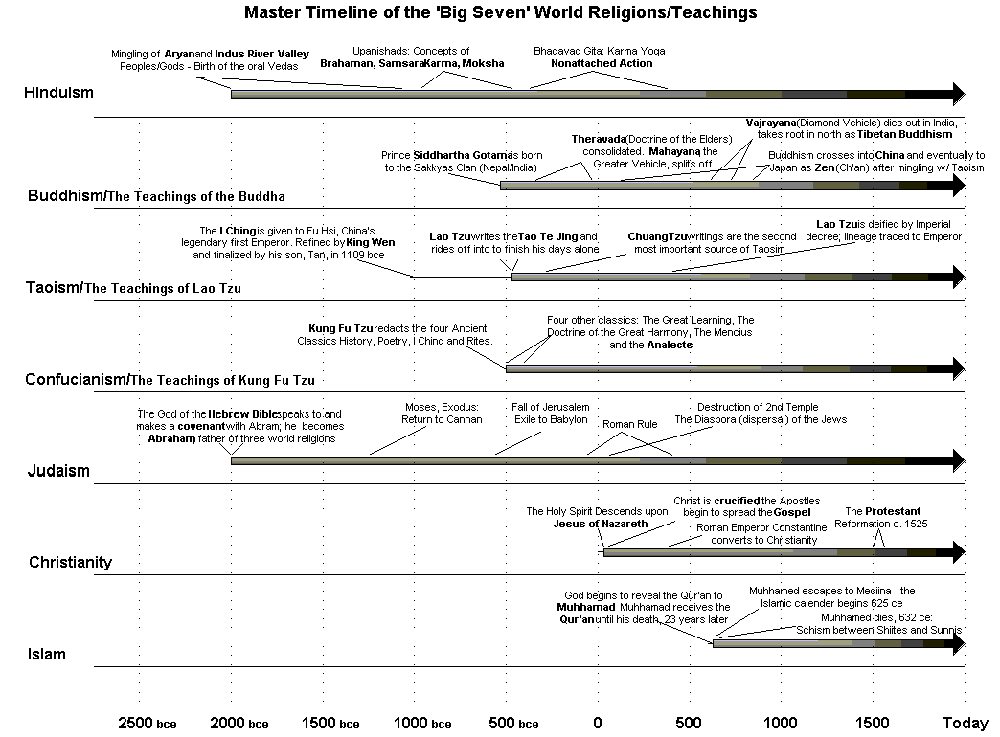 Master Timeline of the 'Big Seven' World Religions/Teachings
Mingling of Aryan and Indus River Valley
Peoples/Gods - Birth of the oral Vedas
Upanishads: Concepts of
Brahaman, Samsara, Karma, Moksha
Bhagavad Gita: Karma Yoga
Nonattached Action
Hinduism
Prince Siddhartha Gotama is born
to the Sakkyas Clan (Nepal/India)
Theravada (Doctrine of the Elders)
consolidated. Mahayana, the
Greater Vehicle, splits off
Vajrayana (Diamond Vehicle) dies out in India,
takes root in north as Tibetan Buddhism
Buddhism crosses into China and eventually to
Japan as Zen (Ch'an) after mingling w/ Taoism
Buddhism/The Teachings of the Buddha
The I Ching is given to Fu Hsi, China's
legendary first Emperor. Refined by King Wen
and finalized by his son, Tan, in 1109 bce
Lao Tzu writes the Tao Te Jing and
rides off into to finish his days alone
Chuang Tzu writings are the second
most important source of Taosim
Lao Tzu is deified by Imperial
decree; lineage traced to Emperor
Taoism/The Teachings of Lao Tzu
Kung Fu Tzu redacts the four Ancient
Classics History, Poetry, I Ching and Rites.
Four other classics: The Great Learning, The
Doctrine of the Great Harmony, The Mencius
and the Analects
Confucianism/The Teachings of Kung Fu Tzu
The God of the Hebrew Bible speaks to and
makes a covenant with Abram; he becomes
Abraham, father of three world religions
Moses, Exodus:
Return to Cannan
Fall of Jerusalem
Exile to Babylon
Roman Rule
Destruction of 2nd Temple
The Diaspora (dispersal) of the Jews
Judaism
The Holy Spirit Descends upon
Jesus of Nazareth
Christ is crucified, the Apostles
begin to spread the Gospel
Roman Emperor Constantine
converts to Christianity
The Protestant
Reformation c. 1525
Christianity
God begins to reveal the Qur'an to
Muhhamad Muhhamad receives the
Qur'an until his death, 23 years later
Muhhamed escapes to Mediina - the
Islamic calender begins 625 ce
Muhhamed dies, 632 ce:
Schism between Shiites and Sunnis
Islam
2500 bce 2000 bce 1500 bce 1000 bce 500 bce 0 500 1000 1500 Today